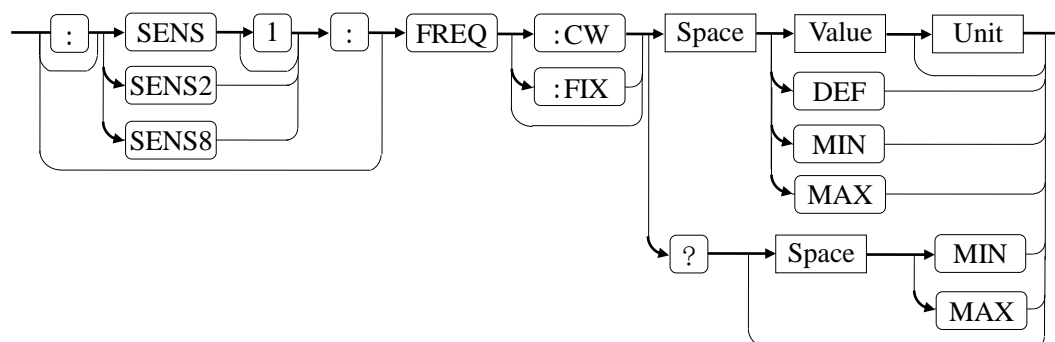 : SENS 1 : FREQ :CW Space Value Unit
SENS2 :FIX DEF
SENS8 MIN
MAX
? Space MIN
MAX